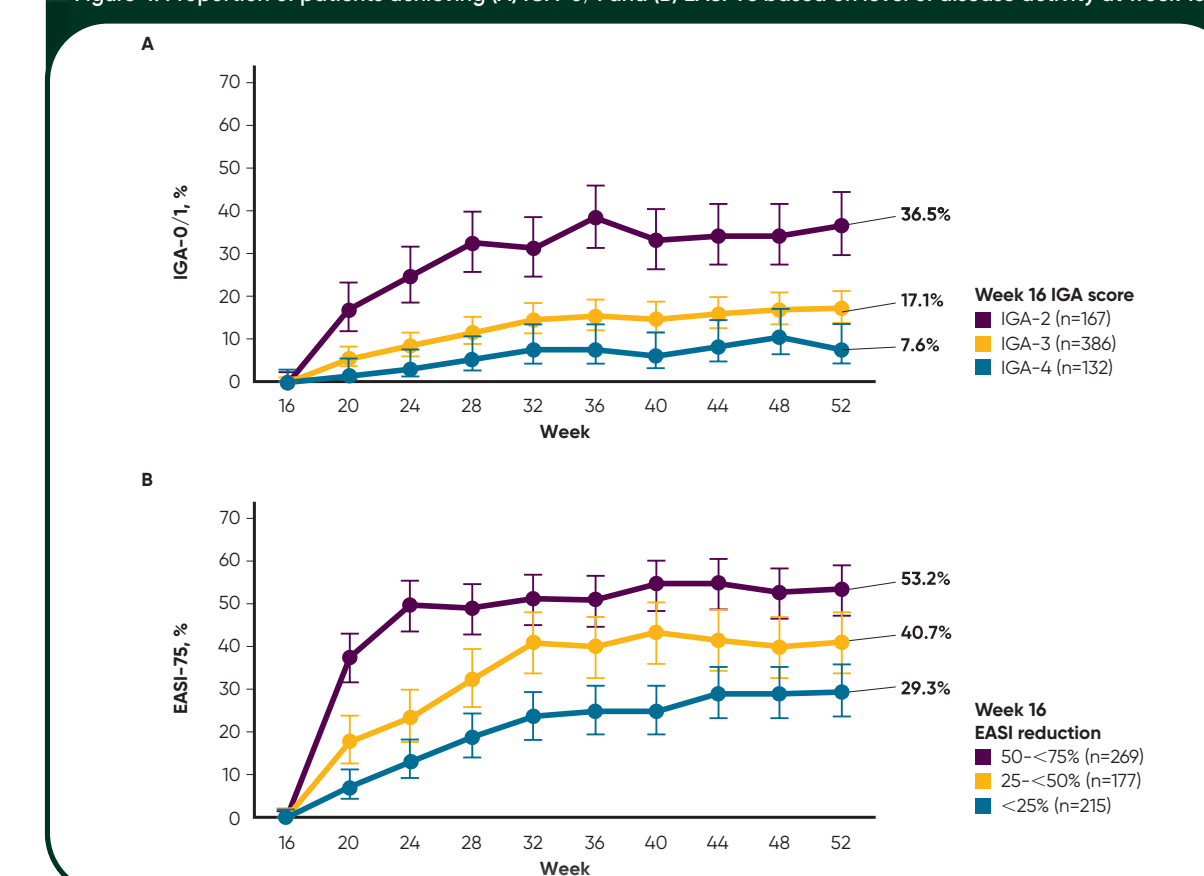 A
70
60
50
40
30
20
10
0
IGA-0/1, %
36.5%
17.1%
7.6%
16 20 24 28 32 36 40 44 48 52
Week
Week 16 IGA score
IGA-2 (n=167)
IGA-3 (n=386)
IGA-4 (n=132)
B
70
60
50
40
30
20
10
0
EASI-75, %
53.2%
40.7%
29.3%
16 20 24 28 32 36 40 44 48 52
Week
Week 16
EASI reduction
50-<75% (n=269)
25-<50% (n=177)
<25% (n=215)